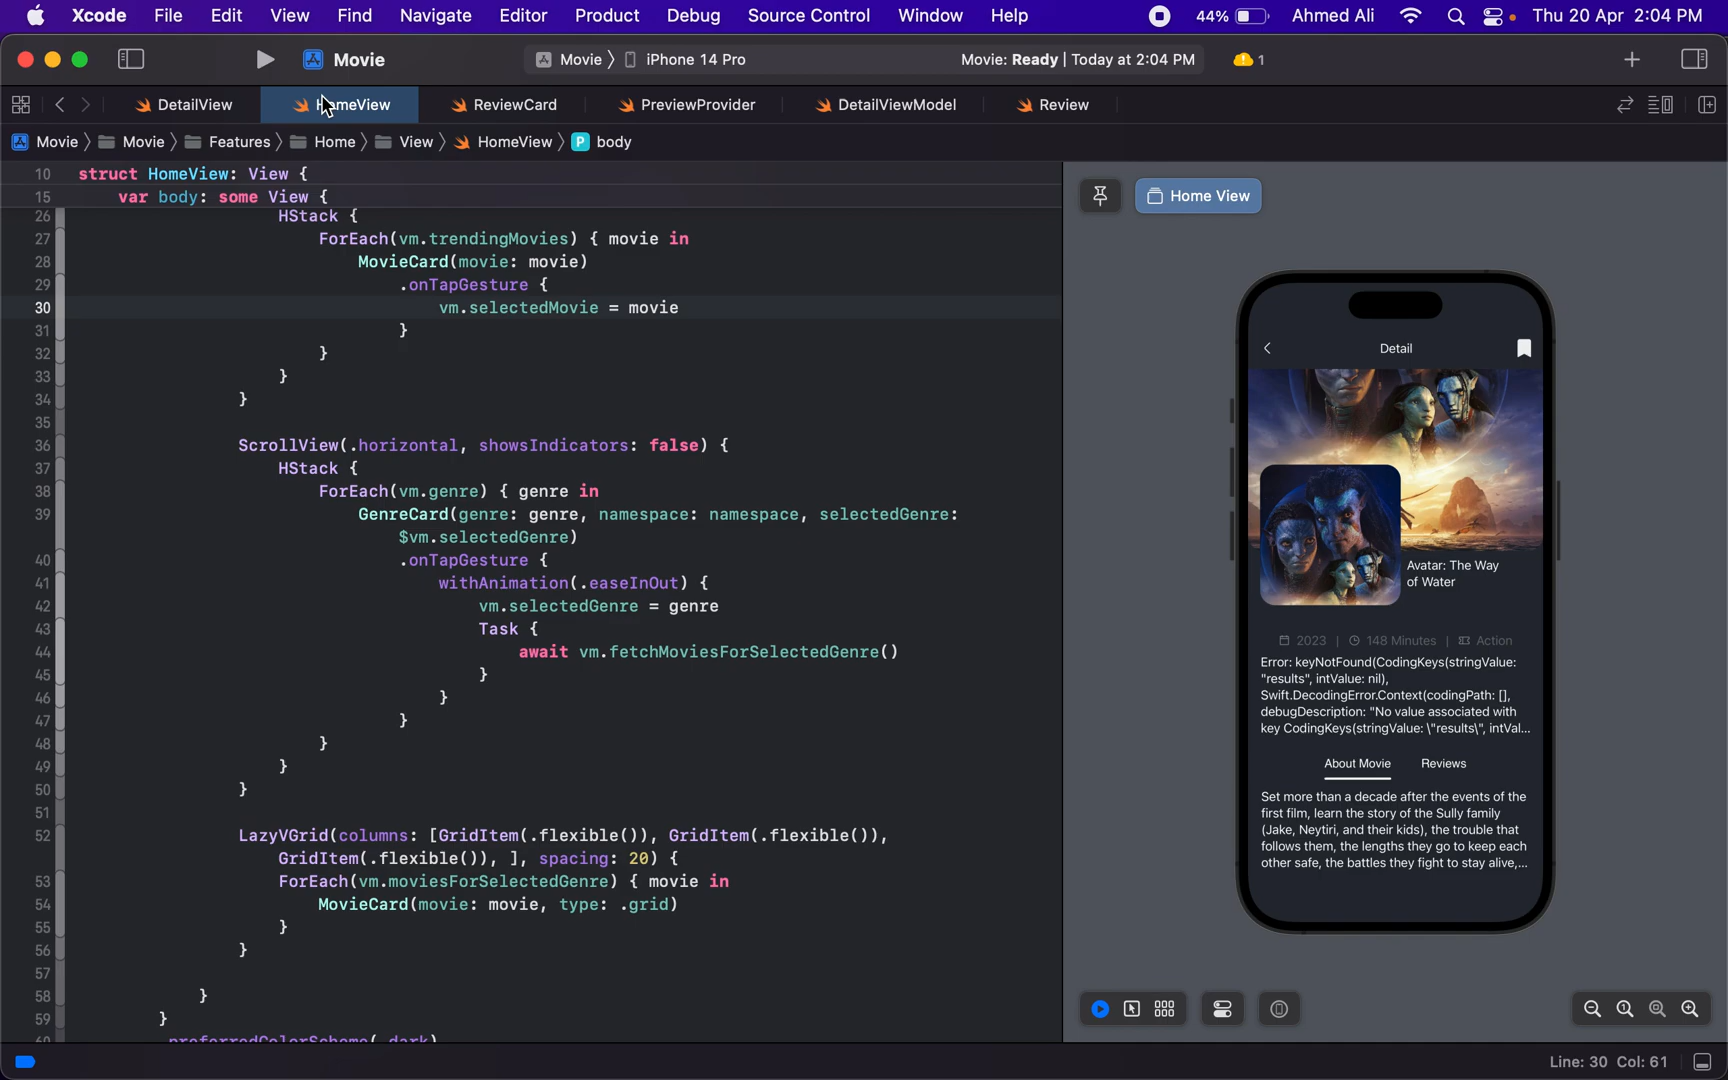 Xcode File Edit View Find Navigate Editor Product Debug Source Control Window Help 44% Ahmed Ali Thu 20 Apr 2:04 PM
Movie Movie iPhone 14 Pro Movie: Ready | Today at 2:04 PM 1
DetailView HomeView ReviewCard PreviewProvider DetailViewModel Review
Movie Movie Features Home View HomeView P body
10 struct HomeView: View {
15 var body: some View {
26 HStack {
27 ForEach(vm.trendingMovies) { movie in
28 MovieCard(movie: movie)
29 .onTapGesture {
30 vm.selectedMovie = movie
31 }
32 }
33 }
34 }
35
36 ScrollView(.horizontal, showsIndicators: false) {
37 HStack {
38 ForEach(vm.genre) { genre in
39 GenreCard(genre: genre, namespace: namespace, selectedGenre:
$vm.selectedGenre)
40 .onTapGesture {
41 withAnimation(.easeInOut) {
42 vm.selectedGenre = genre
43 Task {
44 await vm.fetchMoviesForSelectedGenre()
45 }
46 }
47 }
48 }
49 }
50 }
51
52 LazyVGrid(columns: [GridItem(.flexible()), GridItem(.flexible()),
GridItem(.flexible()), ], spacing: 20) {
53 ForEach(vm.moviesForSelectedGenre) { movie in
54 MovieCard(movie: movie, type: .grid)
55 }
56 }
57
58 }
59 }
60 .preferredColorScheme(.dark)
Home View
Detail
Avatar: The Way
of Water
2023 | 148 Minutes | Action
Error: keyNotFound(CodingKeys(stringValue:
"results", intValue: nil),
Swift.DecodingError.Context(codingPath: [],
debugDescription: "No value associated with
key CodingKeys(stringValue: \"results\", intVal...
About Movie Reviews
Set more than a decade after the events of the
first film, learn the story of the Sully family
(Jake, Neytiri, and their kids), the trouble that
follows them, the lengths they go to keep each
other safe, the battles they fight to stay alive,...
Line: 30 Col: 61